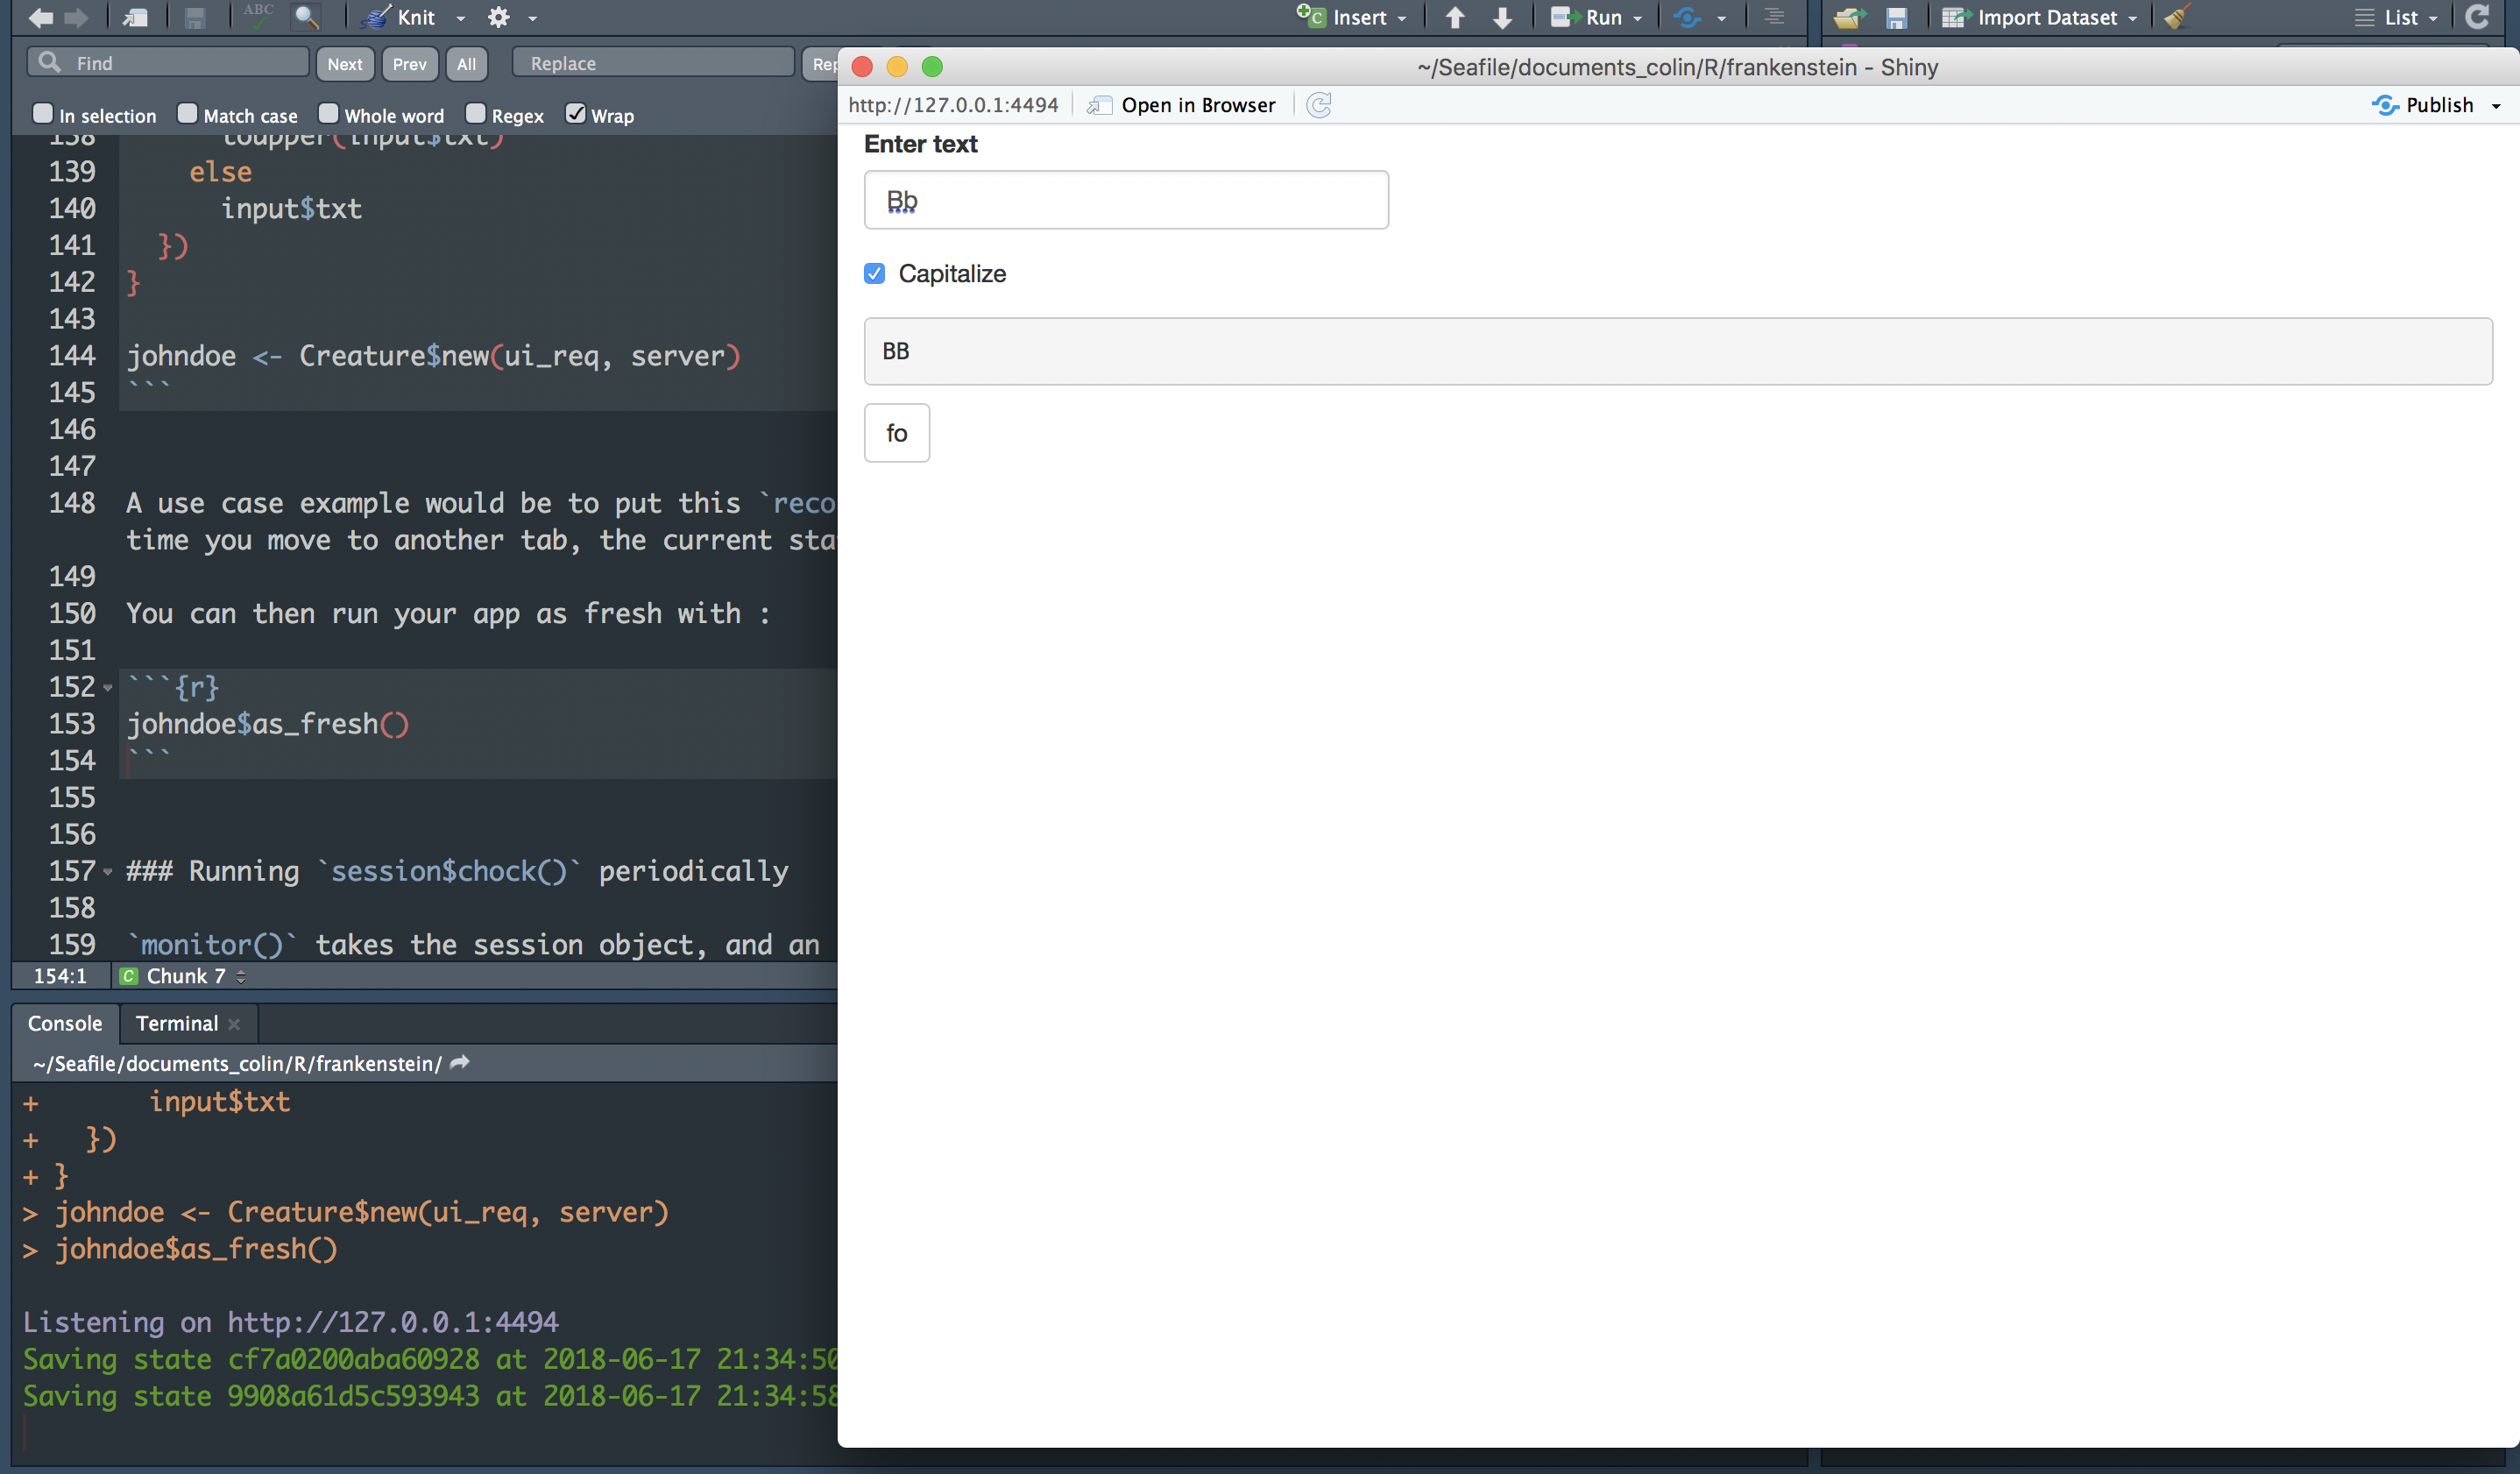 ABC
Knit
Insert
Run
Import Dataset
List
Find
Next
Prev
All
Replace
In selection
Match case
Whole word
Regex
Wrap
138 toupper(input$txt)
139 else
140 input$txt
141 })
142 }
143
144 johndoe <- Creature$new(ui_req, server)
145 ```
146
147
148 A use case example would be to put this `reco
time you move to another tab, the current sta
149
150 You can then run your app as fresh with :
151
152 ```{r}
153 johndoe$as_fresh()
154 ```
155
156
157 ### Running `session$chock()` periodically
158
159 `monitor()` takes the session object, and an
154:1 C Chunk 7
Console
Terminal
~/Seafile/documents_colin/R/frankenstein/
+ input$txt
+ })
+ }
> johndoe <- Creature$new(ui_req, server)
> johndoe$as_fresh()
Listening on http://127.0.0.1:4494
Saving state cf7a0200aba60928 at 2018-06-17 21:34:50
Saving state 9908a61d5c593943 at 2018-06-17 21:34:58
~/Seafile/documents_colin/R/frankenstein - Shiny
http://127.0.0.1:4494
Open in Browser
Publish
Enter text
Bb
Capitalize
BB
fo